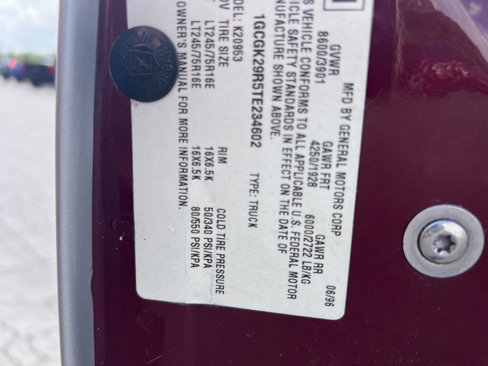 MFD BY GENERAL MOTORS CORP 06/96
GVWR GAWR FRT GAWR RR
8600/3901 4250/1928 6000/2722 LB/KG
S VEHICLE CONFORMS TO ALL APPLICABLE U.S. FEDERAL MOTOR
HICLE SAFETY STANDARDS IN EFFECT ON THE DATE OF
NUFACTURE SHOWN ABOVE.
1GCGK29R5TE234602 TYPE: TRUCK
DEL: K20953
TIRE SIZE RIM COLD TIRE PRESSURE
LT245/75R16E 16X6.5K 50/340 PSI/KPA
LT245/75R16E 16X6.5K 80/550 PSI/KPA
OWNER'S MANUAL FOR MORE INFORMATION.